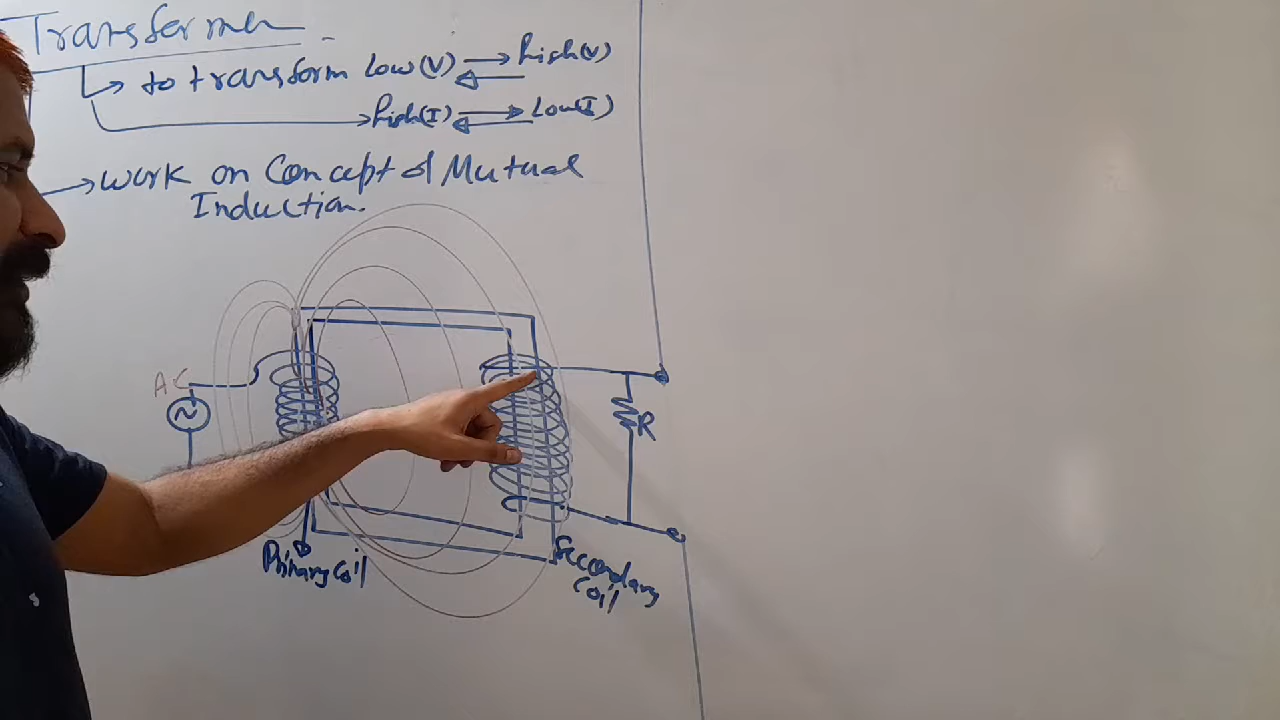 Transformer
to transform Low (V) high (V)
high (I) Low (I)
work on Concept of Mutual
Induction.
AC
R
Primary Coil
Secondary
Coil